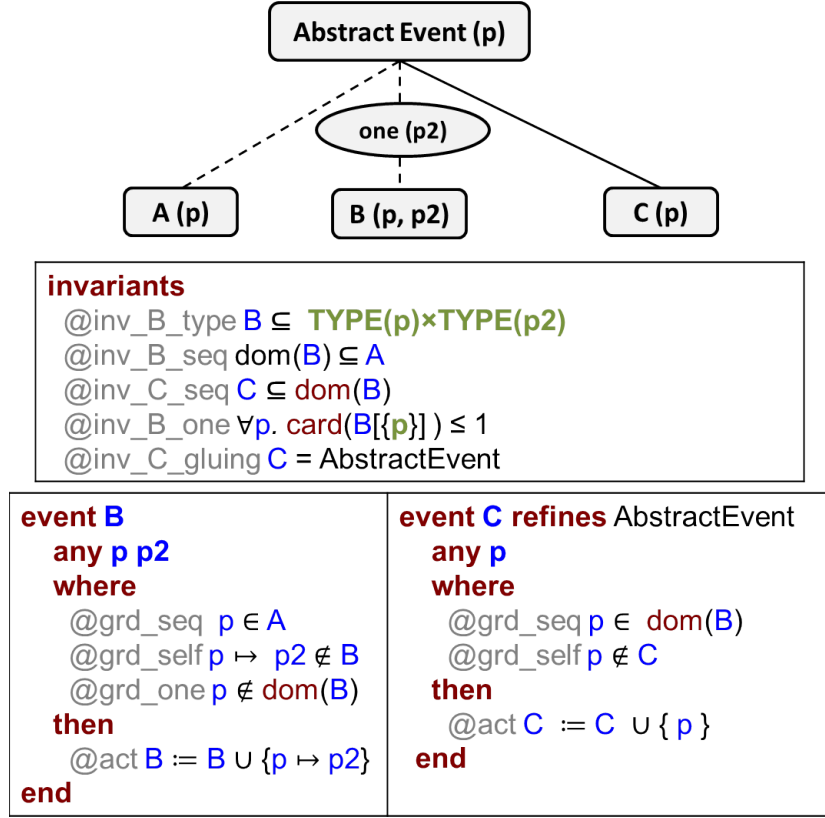 Abstract Event (p)
one (p2)
A (p)
B (p, p2)
C (p)
invariants
@inv_B_type B ⊆ TYPE(p)×TYPE(p2)
@inv_B_seq dom(B) ⊆ A
@inv_C_seq C ⊆ dom(B)
@inv_B_one ∀p. card(B[{p}] ) ≤ 1
@inv_C_gluing C = AbstractEvent
event B
any p p2
where
@grd_seq p ∈ A
@grd_self p ↦ p2 ∉ B
@grd_one p ∉ dom(B)
then
@act B ≔ B ∪ {p ↦ p2}
end
event C refines AbstractEvent
any p
where
@grd_seq p ∈ dom(B)
@grd_self p ∉ C
then
@act C ≔ C ∪ { p }
end